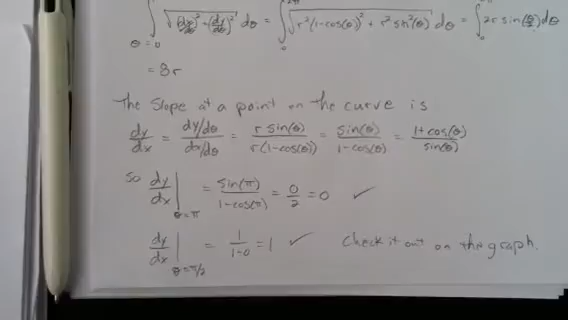 ∫_{θ=0} √((dx/dθ)² + (dy/dθ)²) dθ = ∫_0^{2π} √(r²(1-cos(θ))² + r² sin²(θ)) dθ = ∫_0 2r sin(θ/2) dθ
= 8r
The slope at a point on the curve is
dy/dx = (dy/dθ)/(dx/dθ) = r sin(θ)/r(1-cos(θ)) = sin(θ)/1-cos(θ) = 1+cos(θ)/sin(θ)
So dy/dx |_{θ=π} = sin(π)/1-cos(π) = 0/2 = 0 ✓
dy/dx |_{θ=π/2} = 1/1-0 = 1 ✓ Check it out on the graph.